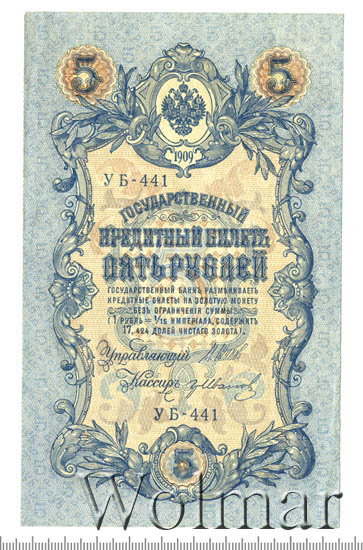 5 5
1909
УБ-441
ГОСУДАРСТВЕННЫЙ
КРЕДИТНЫЙ БИЛЕТЪ
ПЯТЬ РУБЛЕЙ
ГОСУДАРСТВЕННЫЙ БАНКЪ РАЗМѢНИВАЕТЪ
КРЕДИТНЫЕ БИЛЕТЫ НА ЗОЛОТУЮ МОНЕТУ
БЕЗЪ ОГРАНИЧЕНІЯ СУММЫ
(1 РУБЛЬ = 1/15 ИМПЕРІАЛА, СОДЕРЖИТЪ
17,424 ДОЛЕЙ ЧИСТАГО ЗОЛОТА).
Управляющій
Кассиръ
УБ-441
5
Wolmar